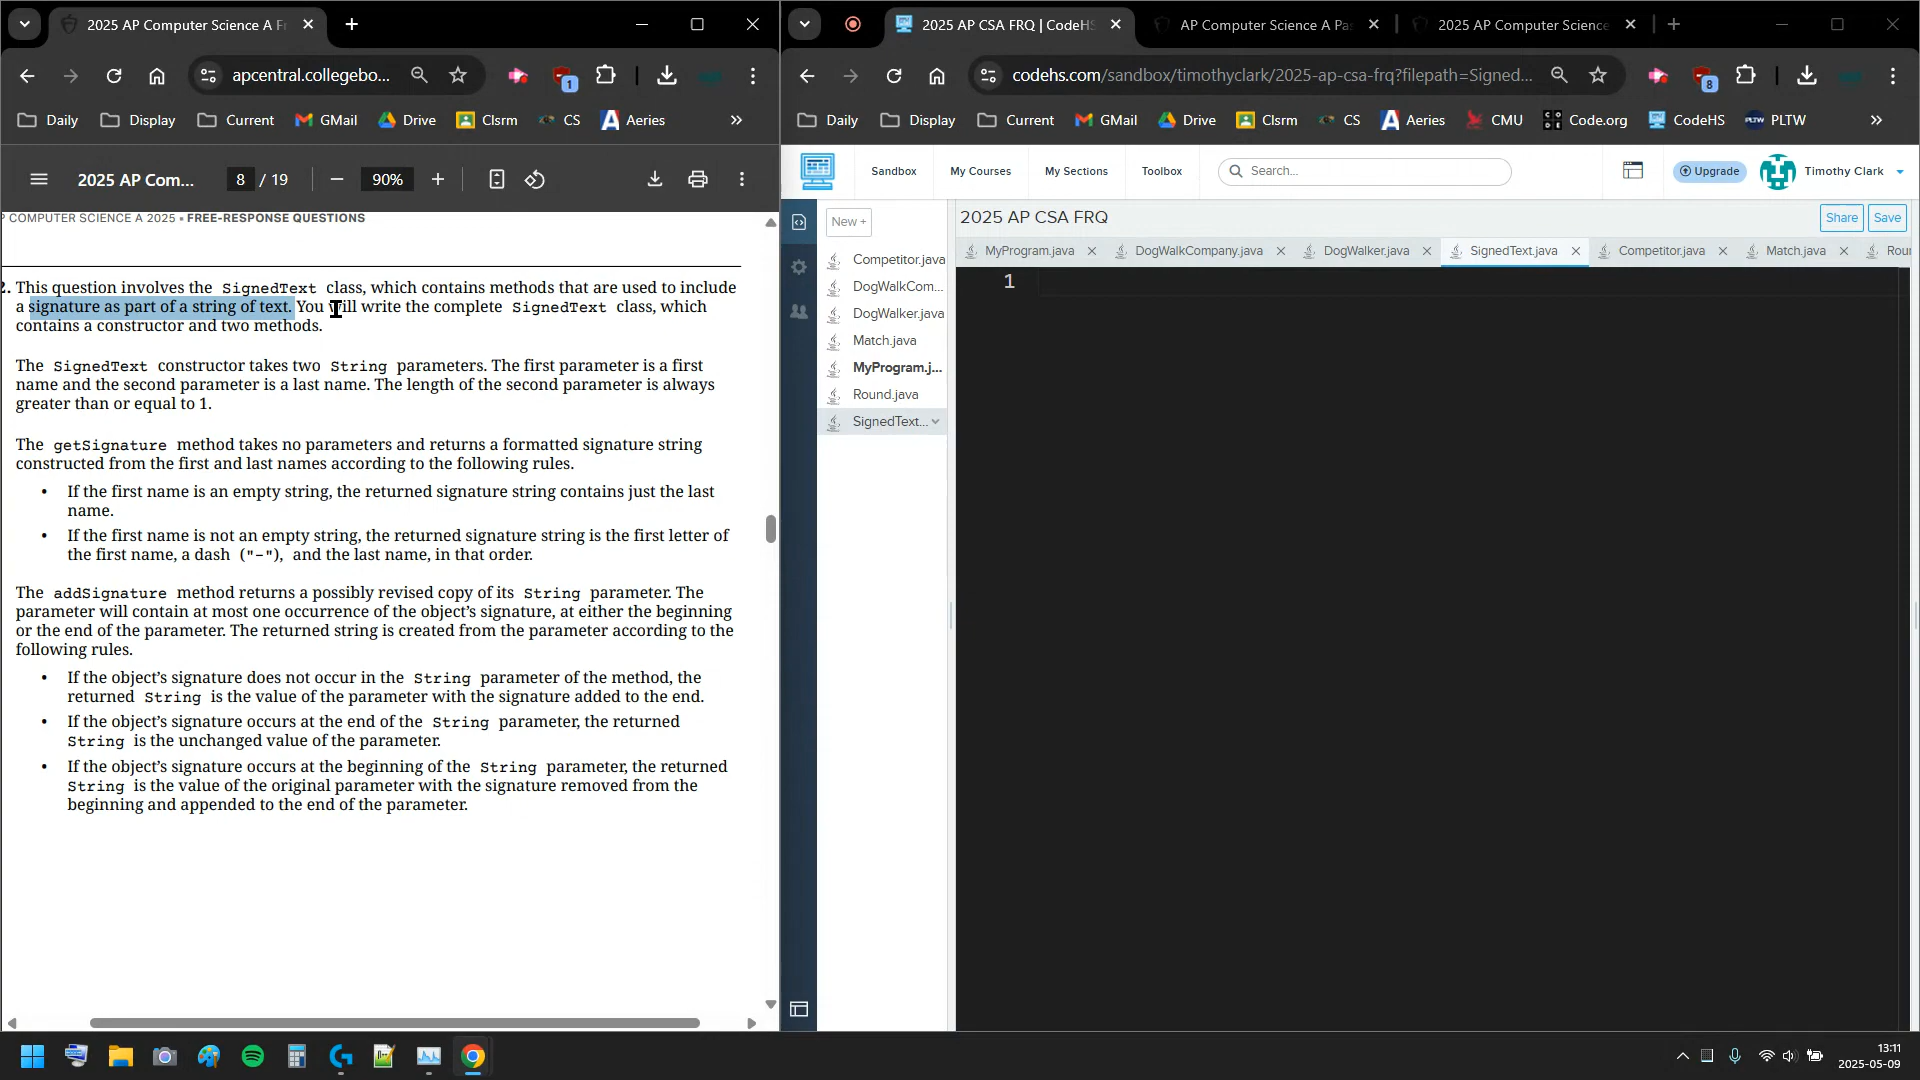 2025 AP Computer Science A Fr
2025 AP CSA FRQ | CodeHS
AP Computer Science A Pas
2025 AP Computer Science
apcentral.collegebo...
1
codehs.com/sandbox/timothyclark/2025-ap-csa-frq?filepath=Signed...
8
Daily Display Current GMail Drive Clsrm CS Aeries »
Daily Display Current GMail Drive Clsrm CS Aeries CMU Code.org CodeHS PLTW PLTW »
2025 AP Com... 8 / 19 − 90% +
Sandbox My Courses My Sections Toolbox Search... Upgrade Timothy Clark
P COMPUTER SCIENCE A 2025 ▪ FREE-RESPONSE QUESTIONS
2. This question involves the SignedText class, which contains methods that are used to include
a signature as part of a string of text. You will write the complete SignedText class, which
contains a constructor and two methods.
The SignedText constructor takes two String parameters. The first parameter is a first
name and the second parameter is a last name. The length of the second parameter is always
greater than or equal to 1.
The getSignature method takes no parameters and returns a formatted signature string
constructed from the first and last names according to the following rules.
• If the first name is an empty string, the returned signature string contains just the last
name.
• If the first name is not an empty string, the returned signature string is the first letter of
the first name, a dash ("-"), and the last name, in that order.
The addSignature method returns a possibly revised copy of its String parameter. The
parameter will contain at most one occurrence of the object’s signature, at either the beginning
or the end of the parameter. The returned string is created from the parameter according to the
following rules.
• If the object’s signature does not occur in the String parameter of the method, the
returned String is the value of the parameter with the signature added to the end.
• If the object’s signature occurs at the end of the String parameter, the returned
String is the unchanged value of the parameter.
• If the object’s signature occurs at the beginning of the String parameter, the returned
String is the value of the original parameter with the signature removed from the
beginning and appended to the end of the parameter.
New +
2025 AP CSA FRQ
Share Save
MyProgram.java DogWalkCompany.java DogWalker.java SignedText.java Competitor.java Match.java Rou
Competitor.java
DogWalkCom...
DogWalker.java
Match.java
MyProgram.j...
Round.java
SignedText...
1
13:11
2025-05-09